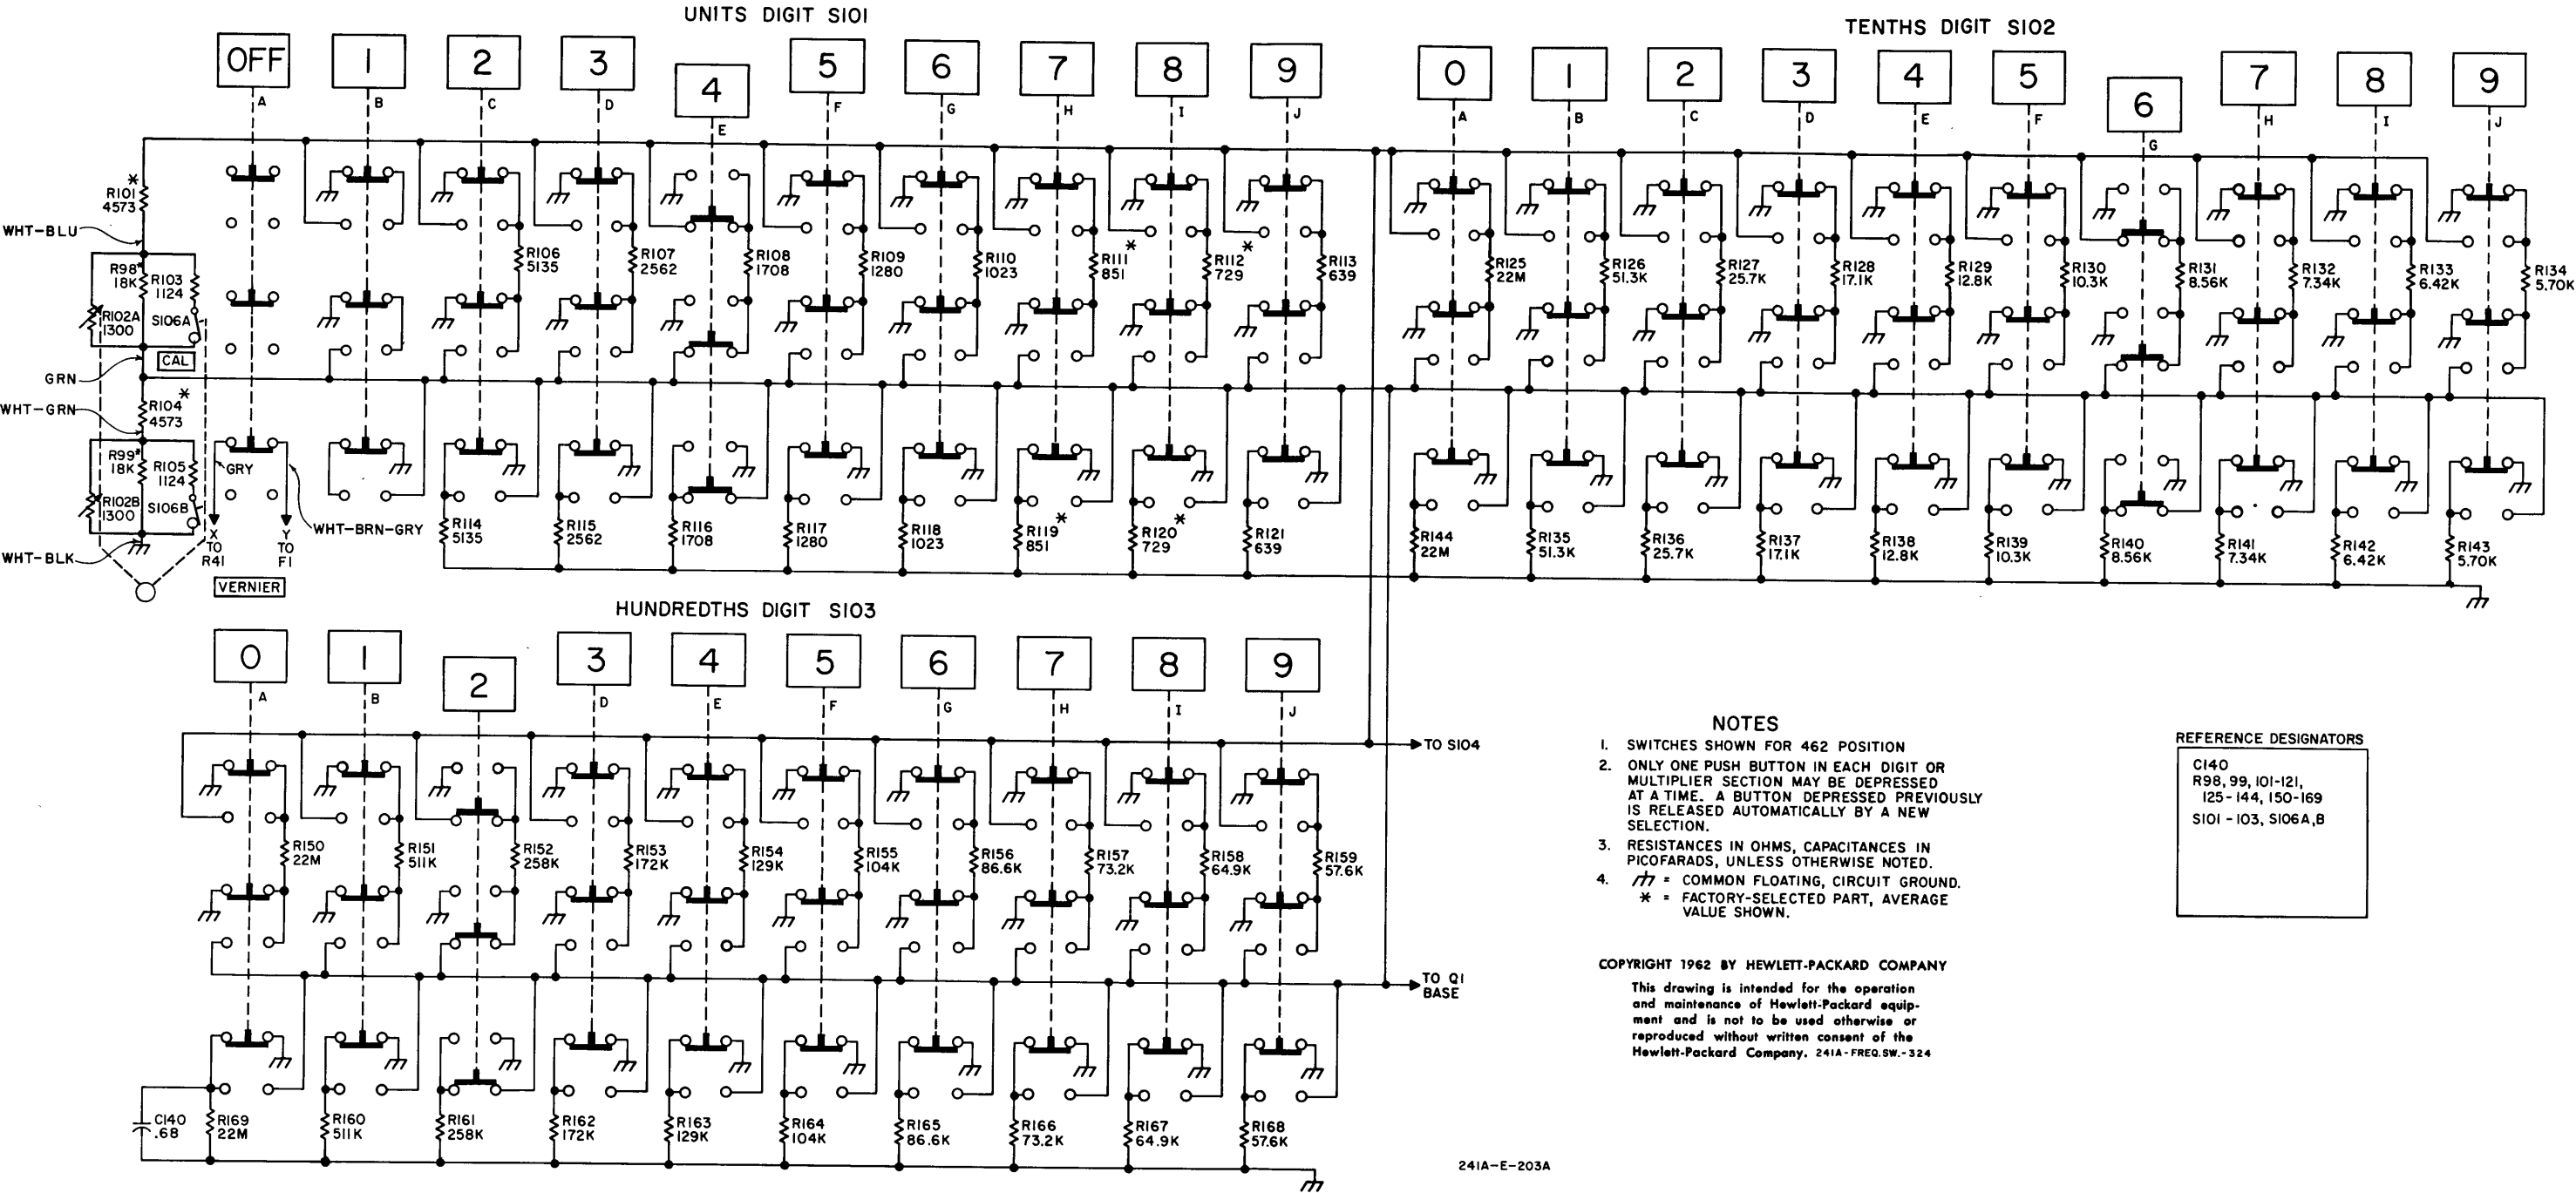 UNITS DIGIT S101
TENTHS DIGIT S102
OFF 1 2 3 4 5 6 7 8 9
0 1 2 3 4 5 6 7 8 9
A B C D E F G H I J
A B C D E F G H I J
*
R101
4573
WHT-BLU
R98*
18K
R103
1124
R102A
1300
S106A
CAL
GRN
WHT-GRN
R104 *
4573
R99*
18K
R105
1124
R102B
1300
S106B
WHT-BLK
GRY
X
TO
R41
Y
TO
F1
WHT-BRN-GRY
VERNIER
R106
5135
R107
2562
R108
1708
R109
1280
R110
1023
*
R111
851
R112
729
*
R113
639
R125
22M
R126
51.3K
R127
25.7K
R128
17.1K
R129
12.8K
R130
10.3K
R131
8.56K
R132
7.34K
R133
6.42K
R134
5.70K
R114
5135
R115
2562
R116
1708
R117
1280
R118
1023
R119 *
851
R120 *
729
R121
639
R144
22M
R135
51.3K
R136
25.7K
R137
17.1K
R138
12.8K
R139
10.3K
R140
8.56K
R141
7.34K
R142
6.42K
R143
5.70K
HUNDREDTHS DIGIT S103
0 1 2 3 4 5 6 7 8 9
A B D E F G H I J
TO S104
R150
22M
R151
511K
R152
258K
R153
172K
R154
129K
R155
104K
R156
86.6K
R157
73.2K
R158
64.9K
R159
57.6K
TO Q1
BASE
C140
.68
R169
22M
R160
511K
R161
258K
R162
172K
R163
129K
R164
104K
R165
86.6K
R166
73.2K
R167
64.9K
R168
57.6K
NOTES
1. SWITCHES SHOWN FOR 462 POSITION
2. ONLY ONE PUSH BUTTON IN EACH DIGIT OR
MULTIPLIER SECTION MAY BE DEPRESSED
AT A TIME. A BUTTON DEPRESSED PREVIOUSLY
IS RELEASED AUTOMATICALLY BY A NEW
SELECTION.
3. RESISTANCES IN OHMS, CAPACITANCES IN
PICOFARADS, UNLESS OTHERWISE NOTED.
4. = COMMON FLOATING, CIRCUIT GROUND.
* = FACTORY-SELECTED PART, AVERAGE
VALUE SHOWN.
REFERENCE DESIGNATORS
C140
R98, 99, 101-121,
125-144, 150-169
S101-103, S106A,B
COPYRIGHT 1962 BY HEWLETT-PACKARD COMPANY
This drawing is intended for the operation
and maintenance of Hewlett-Packard equip-
ment and is not to be used otherwise or
reproduced without written consent of the
Hewlett-Packard Company. 241A-FREQ.SW.-324
241A-E-203A